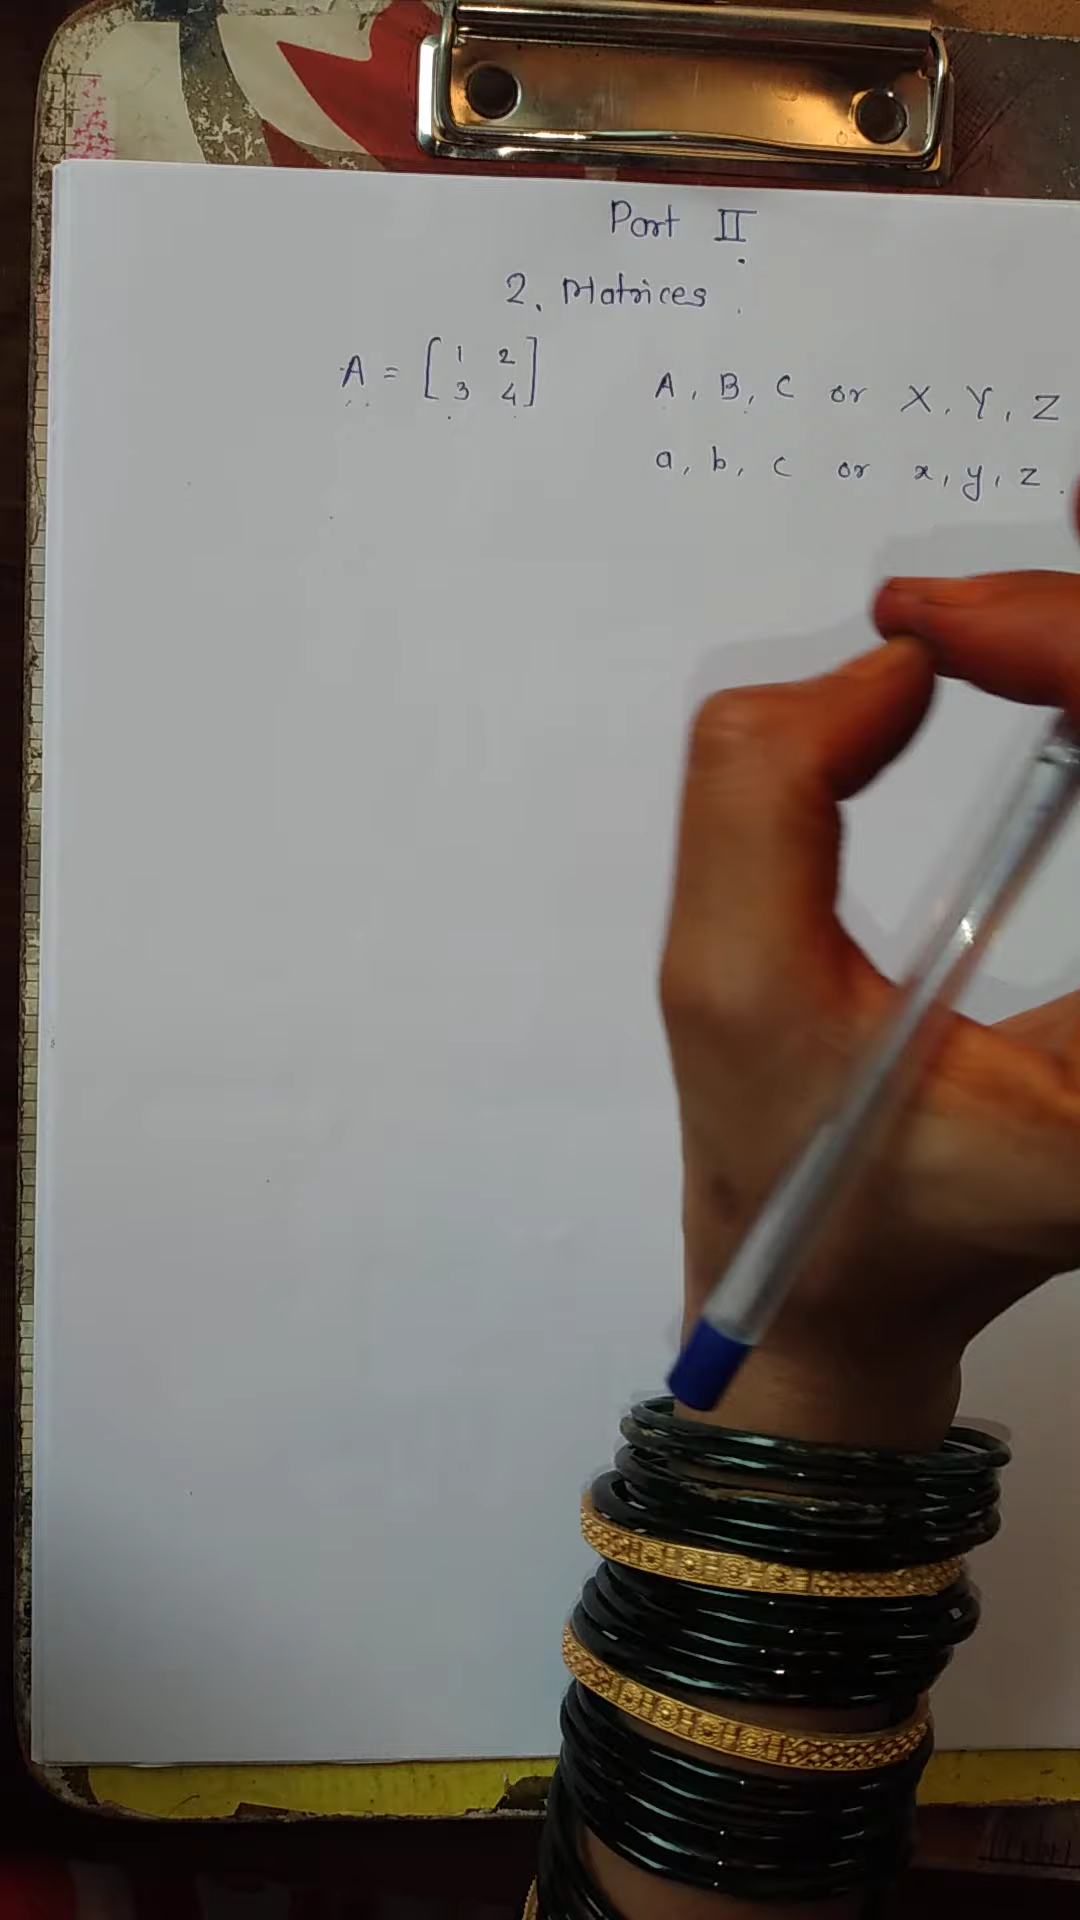 Part II
2. Matrices
A = [1 2
3 4]
A, B, C or X, Y, Z
a, b, c or x, y, z.